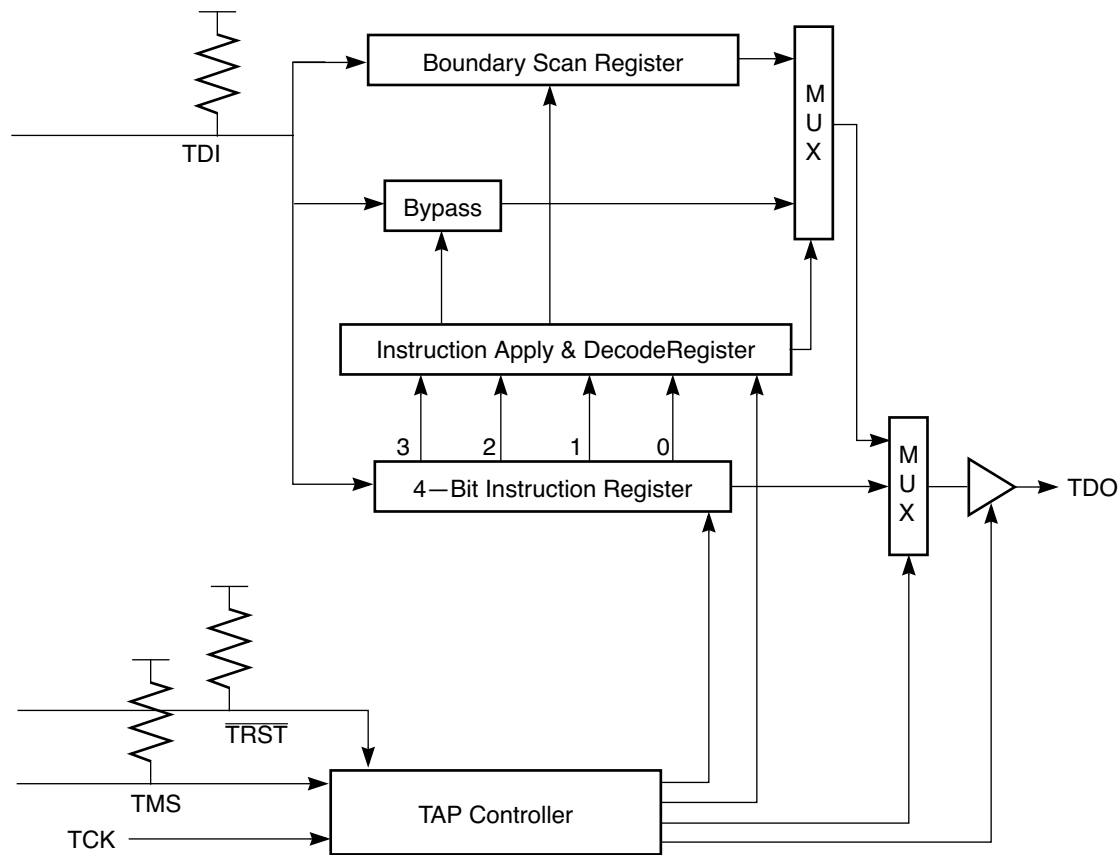 Boundary Scan Register
M
U
X
TDI
Bypass
Instruction Apply & DecodeRegister
3 2 1 0
4—Bit Instruction Register
M
U
X
TDO
TRST
TMS
TCK
TAP Controller